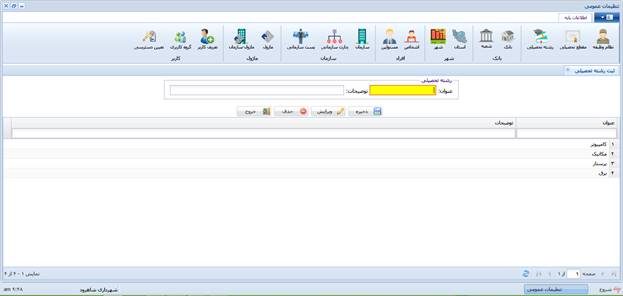 تنظیمات عمومی
اطلاعات پایه
نظام وظیفه
مقطع تحصیلی
رشته تحصیلی
بانک
شعبه
استان
شهر
اشخاص
مسئولین
سازمان
چارت سازمانی
پست سازمانی
ماژول
ماژول سازمان
تعریف کاربر
گروه کاربری
تعیین دسترسی
بانک
شهر
افراد
سازمان
ماژول
کاربر
ثبت رشته تحصیلی
رشته تحصیلی
عنوان: توضیحات:
ذخیره ویرایش حذف خروج
عنوان توضیحات
۱ کامپیوتر
۲ مکانیک
۳ پرستار
۴ برق
صفحه ۱ از ۱
نمایش ۱ - ۴ از ۴
شروع تنظیمات عمومی شهرداری شاهرود ۹:۲۸ am